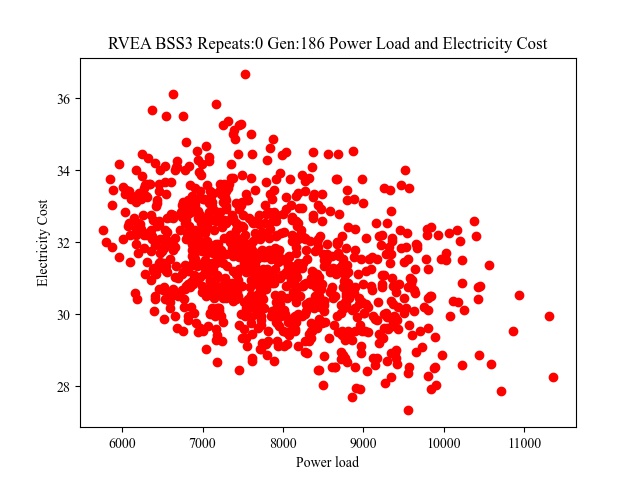 RVEA BSS3 Repeats:0 Gen:186 Power Load and Electricity Cost
36
34
32
30
28
Electricity Cost
6000 7000 8000 9000 10000 11000
Power load